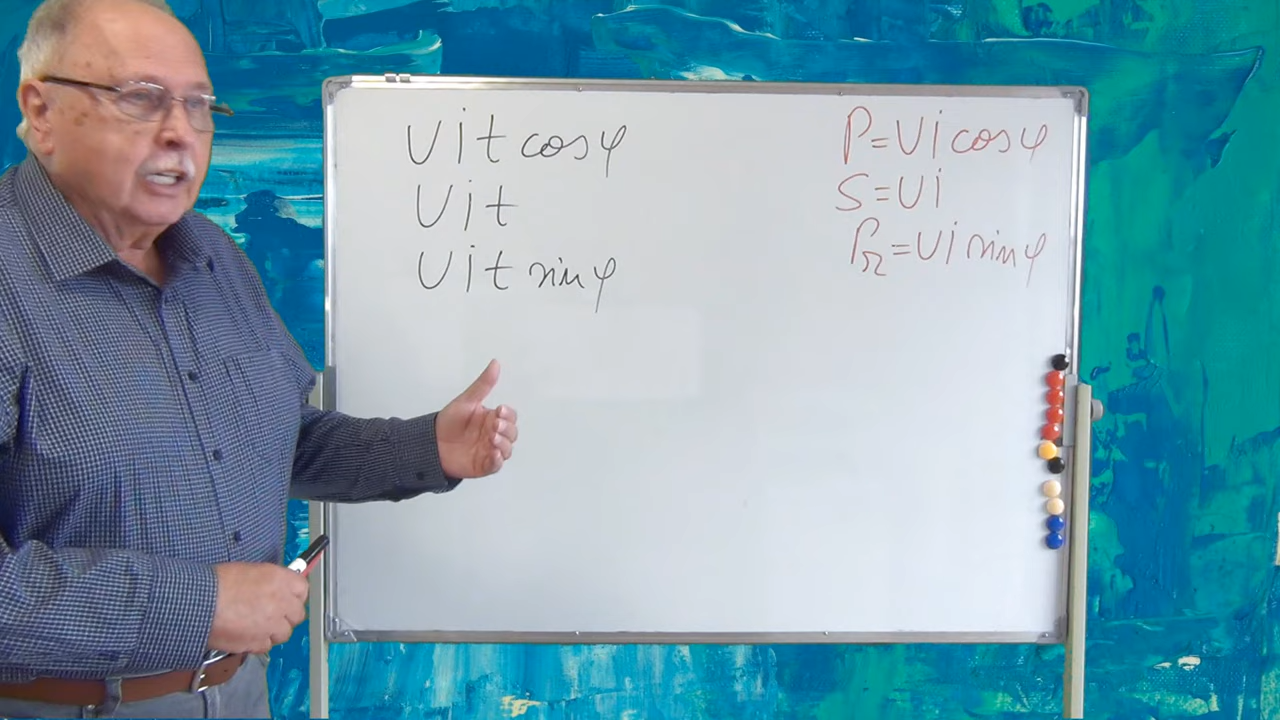 Uit cosφ
Uit
Uit sinφ
P=Ui cosφ
S=Ui
Pr=Ui sinφ